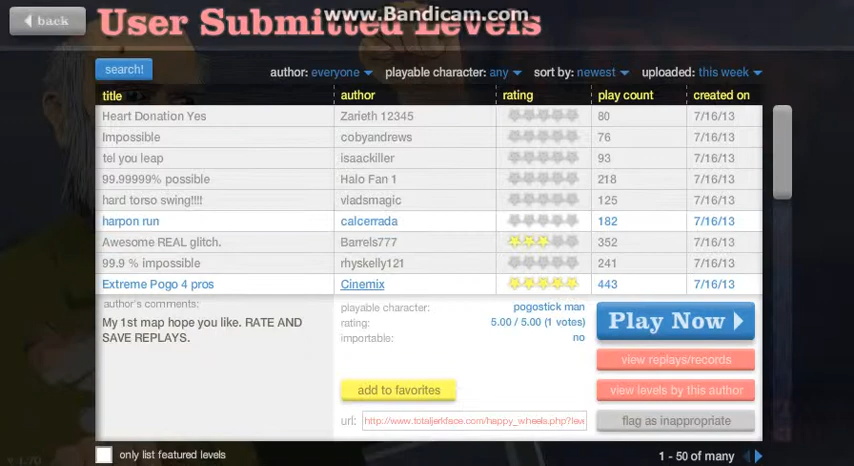 back
User Submitted Levels
www.Bandicam.com
search!
author: everyone playable character: any sort by: newest uploaded: this week
title author rating play count created on
Heart Donation Yes Zarieth 12345 80 7/16/13
Impossible cobyandrews 76 7/16/13
tel you leap isaackiller 93 7/16/13
99.99999% possible Halo Fan 1 218 7/16/13
hard torso swing!!!! vladsmagic 125 7/16/13
harpon run calcerrada 182 7/16/13
Awesome REAL glitch. Barrels777 352 7/16/13
99.9 % impossible rhyskelly121 241 7/16/13
Extreme Pogo 4 pros Cinemix 443 7/16/13
author's comments:
My 1st map hope you like. RATE AND
SAVE REPLAYS.
playable character: pogostick man
rating: 5.00 / 5.00 (1 votes)
importable: no
add to favorites
url: http://www.totaljerkface.com/happy_wheels.php?leve
Play Now
view replays/records
view levels by this author
flag as inappropriate
only list featured levels
1 - 50 of many
v 1.70